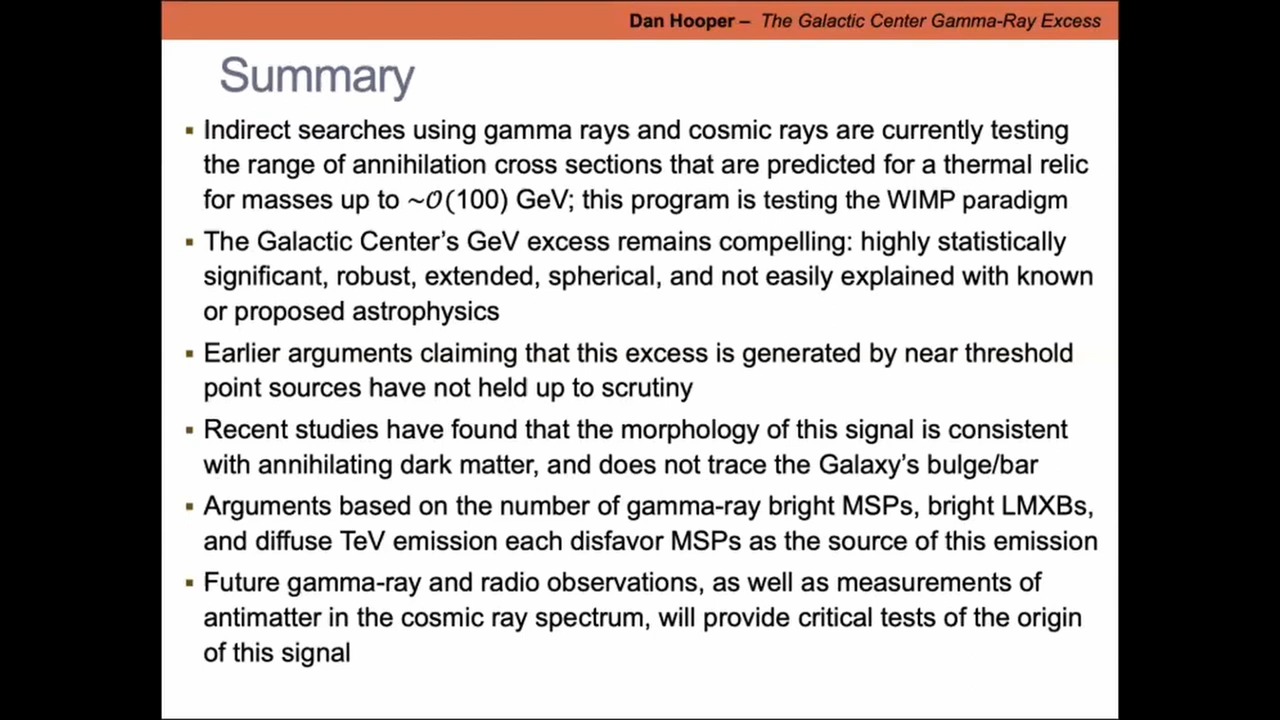 Dan Hooper – The Galactic Center Gamma-Ray Excess
Summary
▪ Indirect searches using gamma rays and cosmic rays are currently testing
the range of annihilation cross sections that are predicted for a thermal relic
for masses up to ~𝒪(100) GeV; this program is testing the WIMP paradigm
▪ The Galactic Center’s GeV excess remains compelling: highly statistically
significant, robust, extended, spherical, and not easily explained with known
or proposed astrophysics
▪ Earlier arguments claiming that this excess is generated by near threshold
point sources have not held up to scrutiny
▪ Recent studies have found that the morphology of this signal is consistent
with annihilating dark matter, and does not trace the Galaxy’s bulge/bar
▪ Arguments based on the number of gamma-ray bright MSPs, bright LMXBs,
and diffuse TeV emission each disfavor MSPs as the source of this emission
▪ Future gamma-ray and radio observations, as well as measurements of
antimatter in the cosmic ray spectrum, will provide critical tests of the origin
of this signal